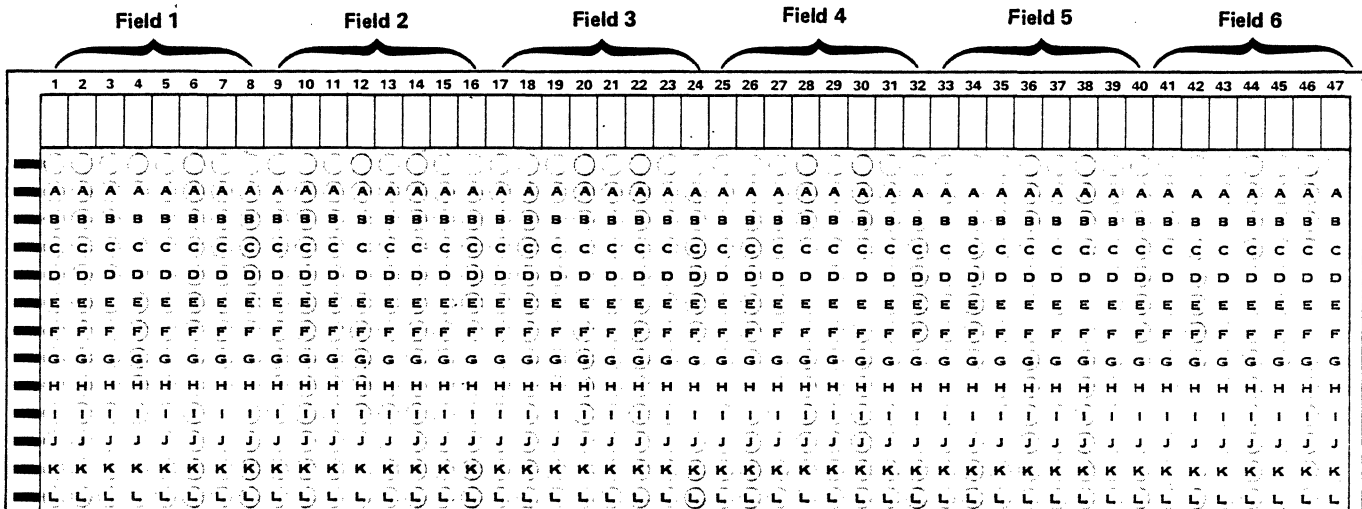 Field 1 Field 2 Field 3 Field 4 Field 5 Field 6
1 2 3 4 5 6 7 8 9 10 11 12 13 14 15 16 17 18 19 20 21 22 23 24 25 26 27 28 29 30 31 32 33 34 35 36 37 38 39 40 41 42 43 44 45 46 47
A A A A A A A A A A A A A A A A A A A A A A A A A A A A A A A A A A A A A A A A A A A A A A A
B B B B B B B B B B B B B B B B B B B B B B B B B B B B B B B B B B B B B B B B B B B B B B B
C C C C C C C C C C C C C C C C C C C C C C C C C C C C C C C C C C C C C C C C C C C C C C C
D D D D D D D D D D D D D D D D D D D D D D D D D D D D D D D D D D D D D D D D D D D D D D D
E E E E E E E E E E E E E E E E E E E E E E E E E E E E E E E E E E E E E E E E E E E E E E E
F F F F F F F F F F F F F F F F F F F F F F F F F F F F F F F F F F F F F F F F F F F F F F F
G G G G G G G G G G G G G G G G G G G G G G G G G G G G G G G G G G G G G G G G G G G G G G G
H H H H H H H H H H H H H H H H H H H H H H H H H H H H H H H H H H H H H H H H H H H H H H H
I I I I I I I I I I I I I I I I I I I I I I I I I I I I I I I I I I I I I I I I I I I I I I I
J J J J J J J J J J J J J J J J J J J J J J J J J J J J J J J J J J J J J J J J J J J J J J J
K K K K K K K K K K K K K K K K K K K K K K K K K K K K K K K K K K K K K K K K K K K K K K K
L L L L L L L L L L L L L L L L L L L L L L L L L L L L L L L L L L L L L L L L L L L L L L L